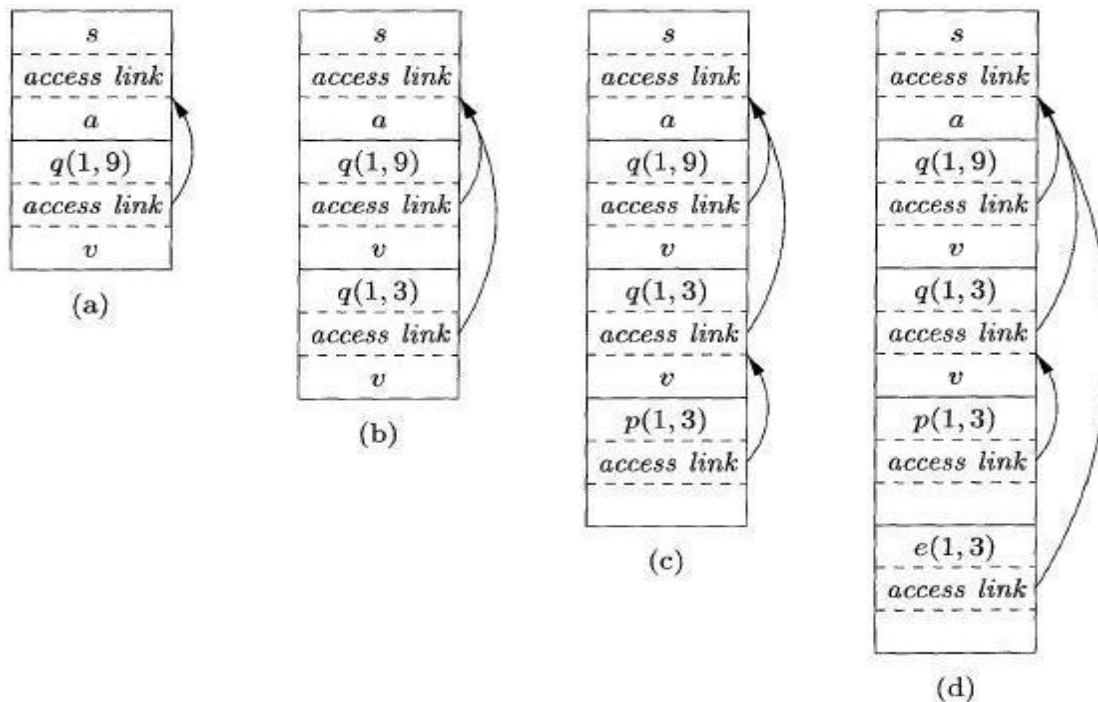 s
access link
a
q(1, 9)
access link
v
(a)
s
access link
a
q(1, 9)
access link
v
q(1, 3)
access link
v
(b)
s
access link
a
q(1, 9)
access link
v
q(1, 3)
access link
v
p(1, 3)
access link
(c)
s
access link
a
q(1, 9)
access link
v
q(1, 3)
access link
v
p(1, 3)
access link
e(1, 3)
access link
(d)